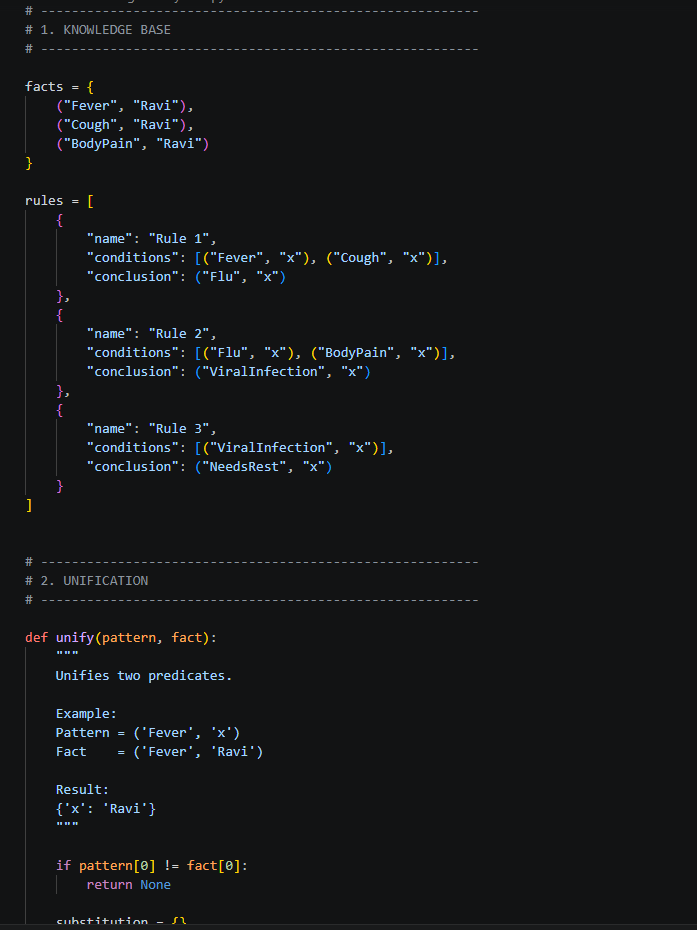 # ---------------------------------------------------------
# 1. KNOWLEDGE BASE
# ---------------------------------------------------------
facts = {
    ("Fever", "Ravi"),
    ("Cough", "Ravi"),
    ("BodyPain", "Ravi")
}
rules = [
    {
        "name": "Rule 1",
        "conditions": [("Fever", "x"), ("Cough", "x")],
        "conclusion": ("Flu", "x")
    },
    {
        "name": "Rule 2",
        "conditions": [("Flu", "x"), ("BodyPain", "x")],
        "conclusion": ("ViralInfection", "x")
    },
    {
        "name": "Rule 3",
        "conditions": [("ViralInfection", "x")],
        "conclusion": ("NeedsRest", "x")
    }
]
# ---------------------------------------------------------
# 2. UNIFICATION
# ---------------------------------------------------------
def unify(pattern, fact):
    """
    Unifies two predicates.
    Example:
    Pattern = ('Fever', 'x')
    Fact    = ('Fever', 'Ravi')
    Result:
    {'x': 'Ravi'}
    """
    if pattern[0] != fact[0]:
        return None
    substitution = {}